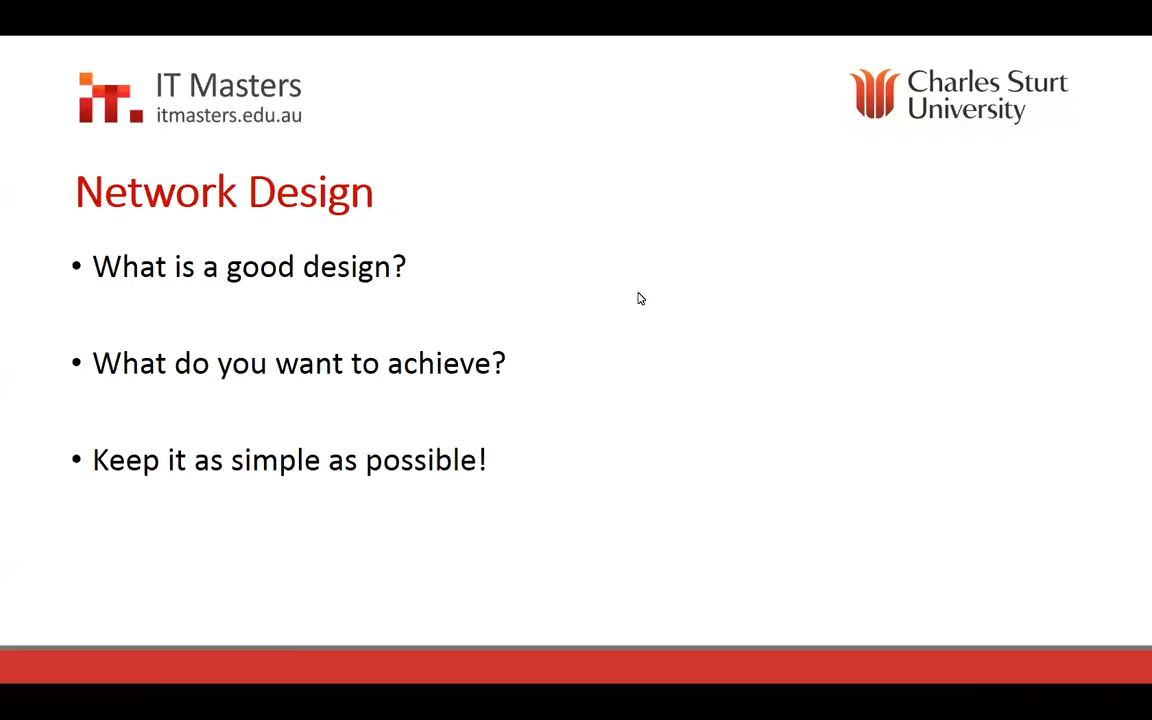 IT Masters
itmasters.edu.au
Charles Sturt
University
Network Design
• What is a good design?
• What do you want to achieve?
• Keep it as simple as possible!